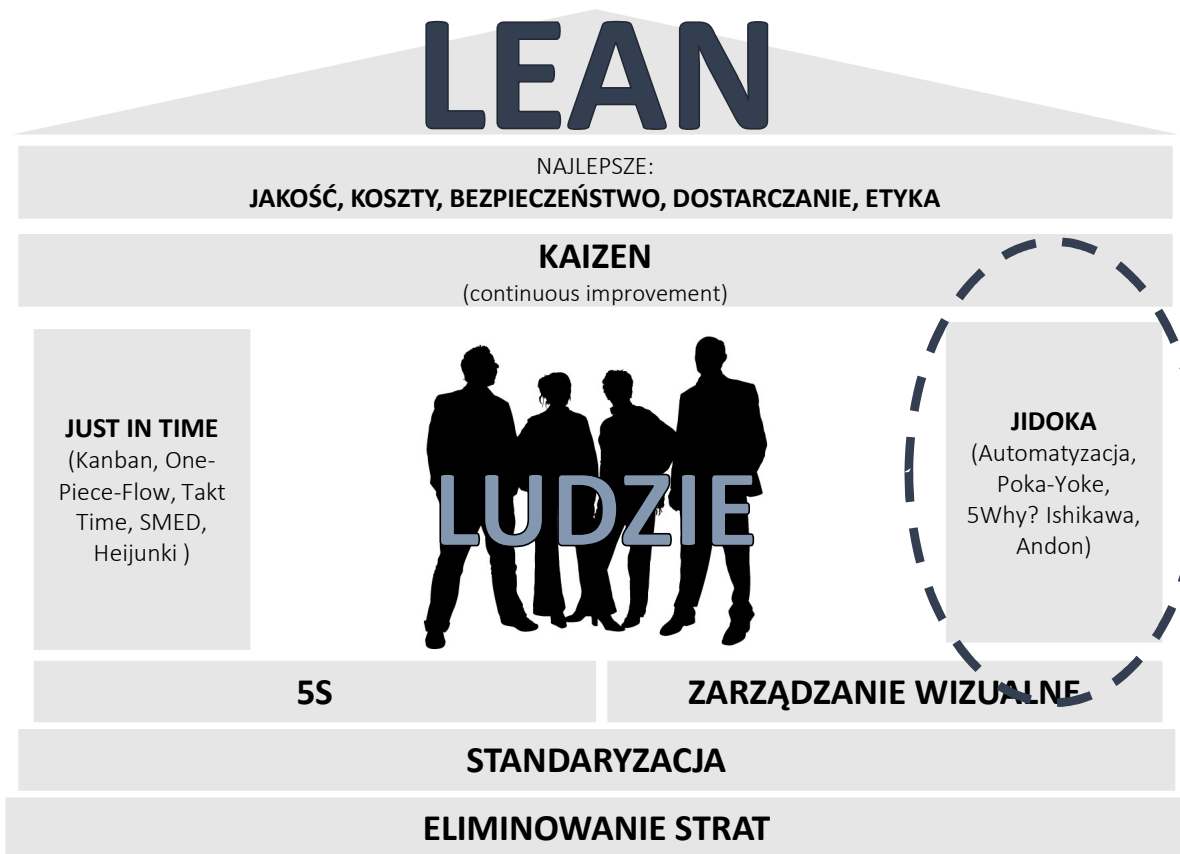 LEAN
NAJLEPSZE:
JAKOŚĆ, KOSZTY, BEZPIECZEŃSTWO, DOSTARCZANIE, ETYKA
KAIZEN
(continuous improvement)
JUST IN TIME
(Kanban, One-
Piece-Flow, Takt
Time, SMED,
Heijunki )
LUDZIE
JIDOKA
(Automatyzacja,
Poka-Yoke,
5Why? Ishikawa,
Andon)
5S
ZARZĄDZANIE WIZUALNE
STANDARYZACJA
ELIMINOWANIE STRAT